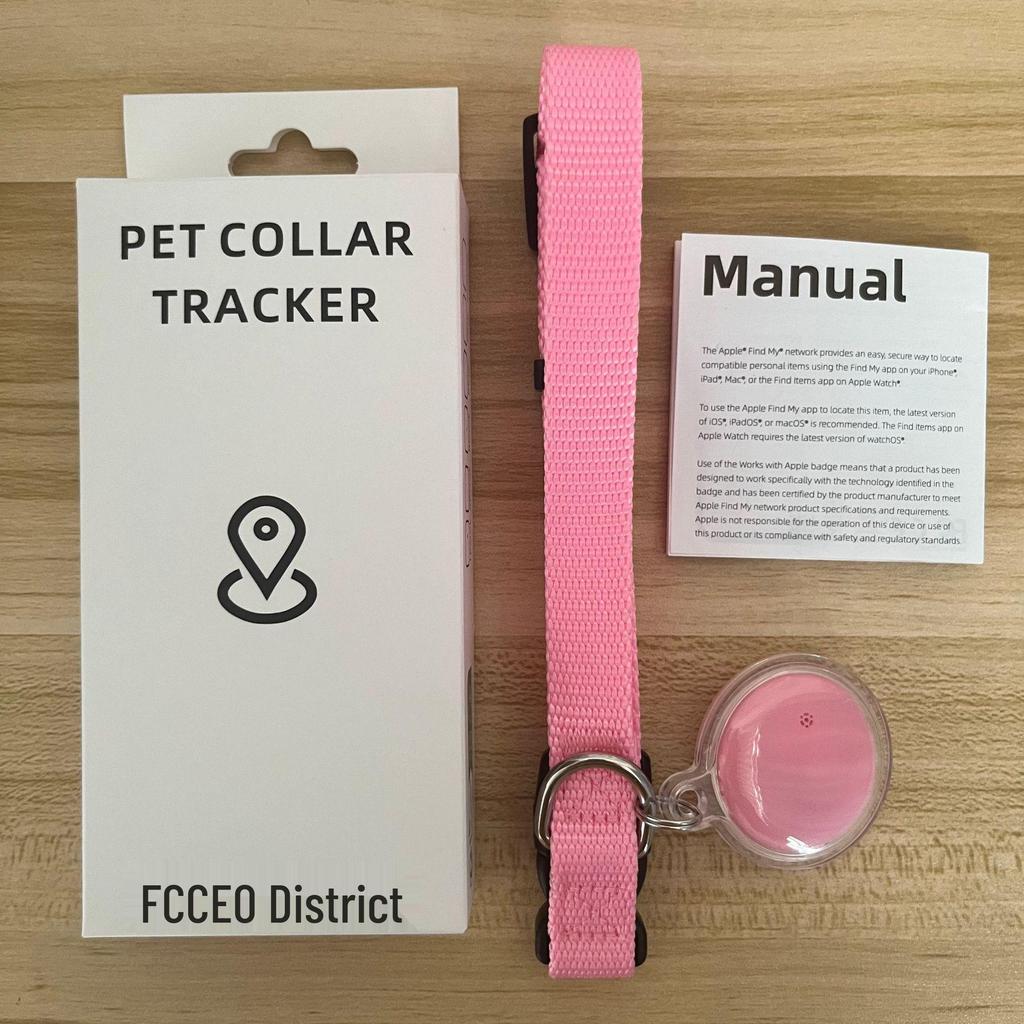 PET COLLAR
TRACKER
FCCEO District
Manual
The Apple® Find My® network provides an easy, secure way to locate
compatible personal items using the Find My app on your iPhone®,
iPad®, Mac®, or the Find Items app on Apple Watch®.
To use the Apple Find My app to locate this item, the latest version
of iOS®, iPadOS®, or macOS® is recommended. The Find Items app on
Apple Watch requires the latest version of watchOS®.
Use of the Works with Apple badge means that a product has been
designed to work specifically with the technology identified in the
badge and has been certified by the product manufacturer to meet
Apple Find My network product specifications and requirements.
Apple is not responsible for the operation of this device or use of
this product or its compliance with safety and regulatory standards.